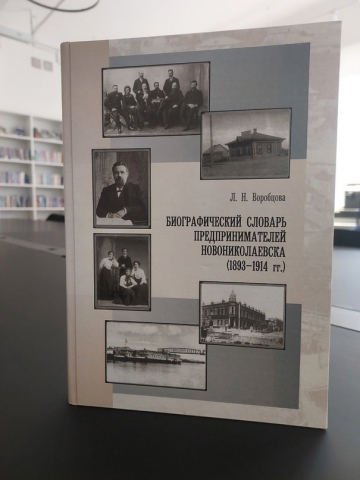 Л. Н. Воробцова
БИОГРАФИЧЕСКИЙ СЛОВАРЬ
ПРЕДПРИНИМАТЕЛЕЙ
НОВОНИКОЛАЕВСКА
(1893—1914 гг.)